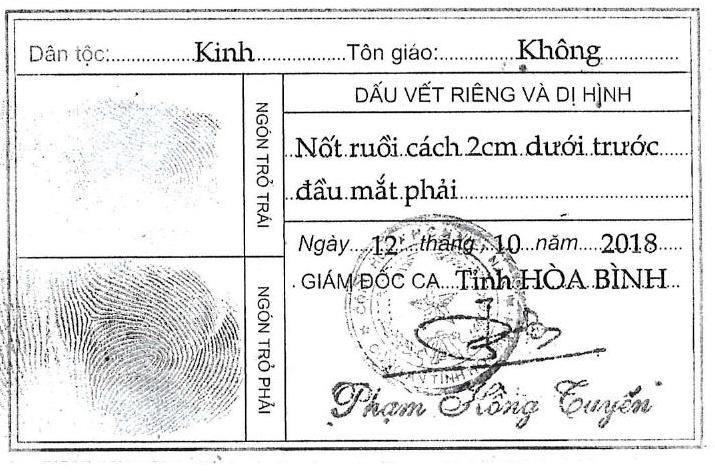 Dân tộc:...............Kinh................Tôn giáo:...............Không..............
NGÓN TRỎ TRÁI
DẤU VẾT RIÊNG VÀ DỊ HÌNH
Nốt ruồi cách 2cm dưới trước
đầu mắt phải
Ngày....12...tháng...10...năm....2018
GIÁM ĐỐC CA...Tỉnh HÒA BÌNH
NGÓN TRỎ PHẢI
Phạm Hồng Tuyến